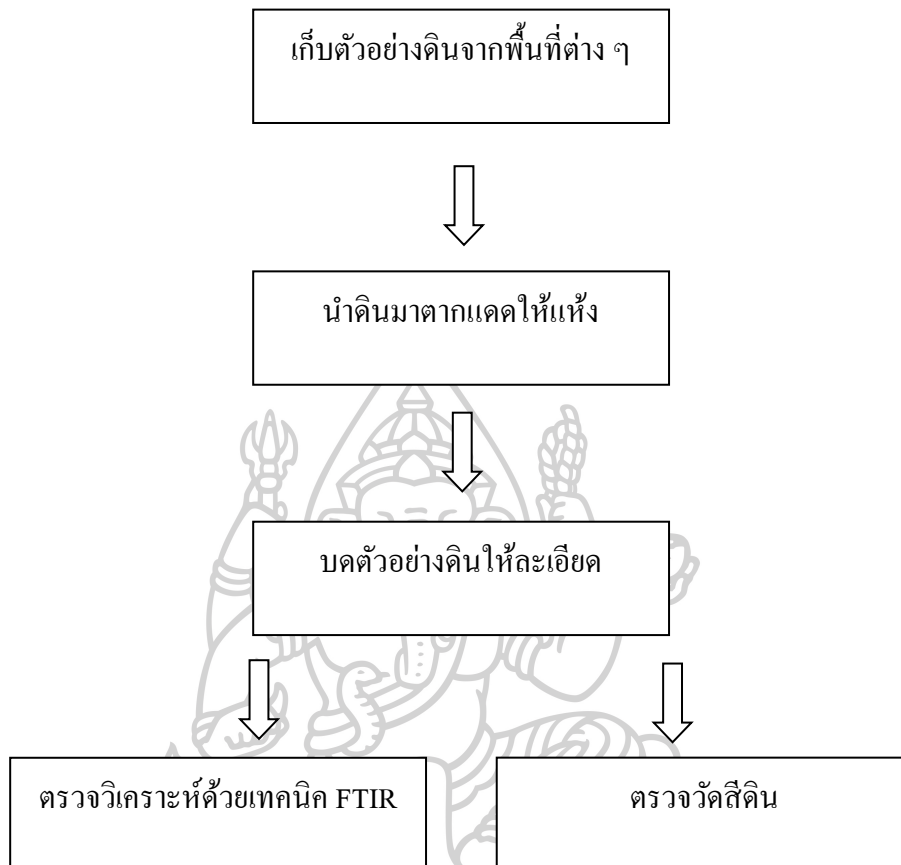 เก็บตัวอย่างดินจากพื้นที่ต่าง ๆ
นำดินมาตากแดดให้แห้ง
บดตัวอย่างดินให้ละเอียด
ตรวจวิเคราะห์ด้วยเทคนิค FTIR
ตรวจวัดสีดิน